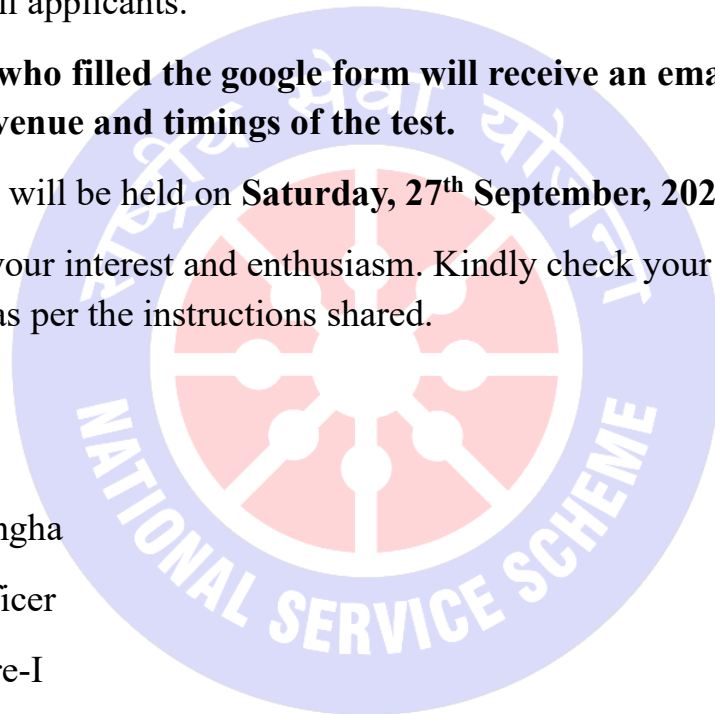 ll applicants.
who filled the google form will receive an ema
venue and timings of the test.
will be held on Saturday, 27th September, 202
your interest and enthusiasm. Kindly check your
as per the instructions shared.
ngha
ficer
re-I
राष्ट्रीय सेवा योजना
NATIONAL SERVICE SCHEME